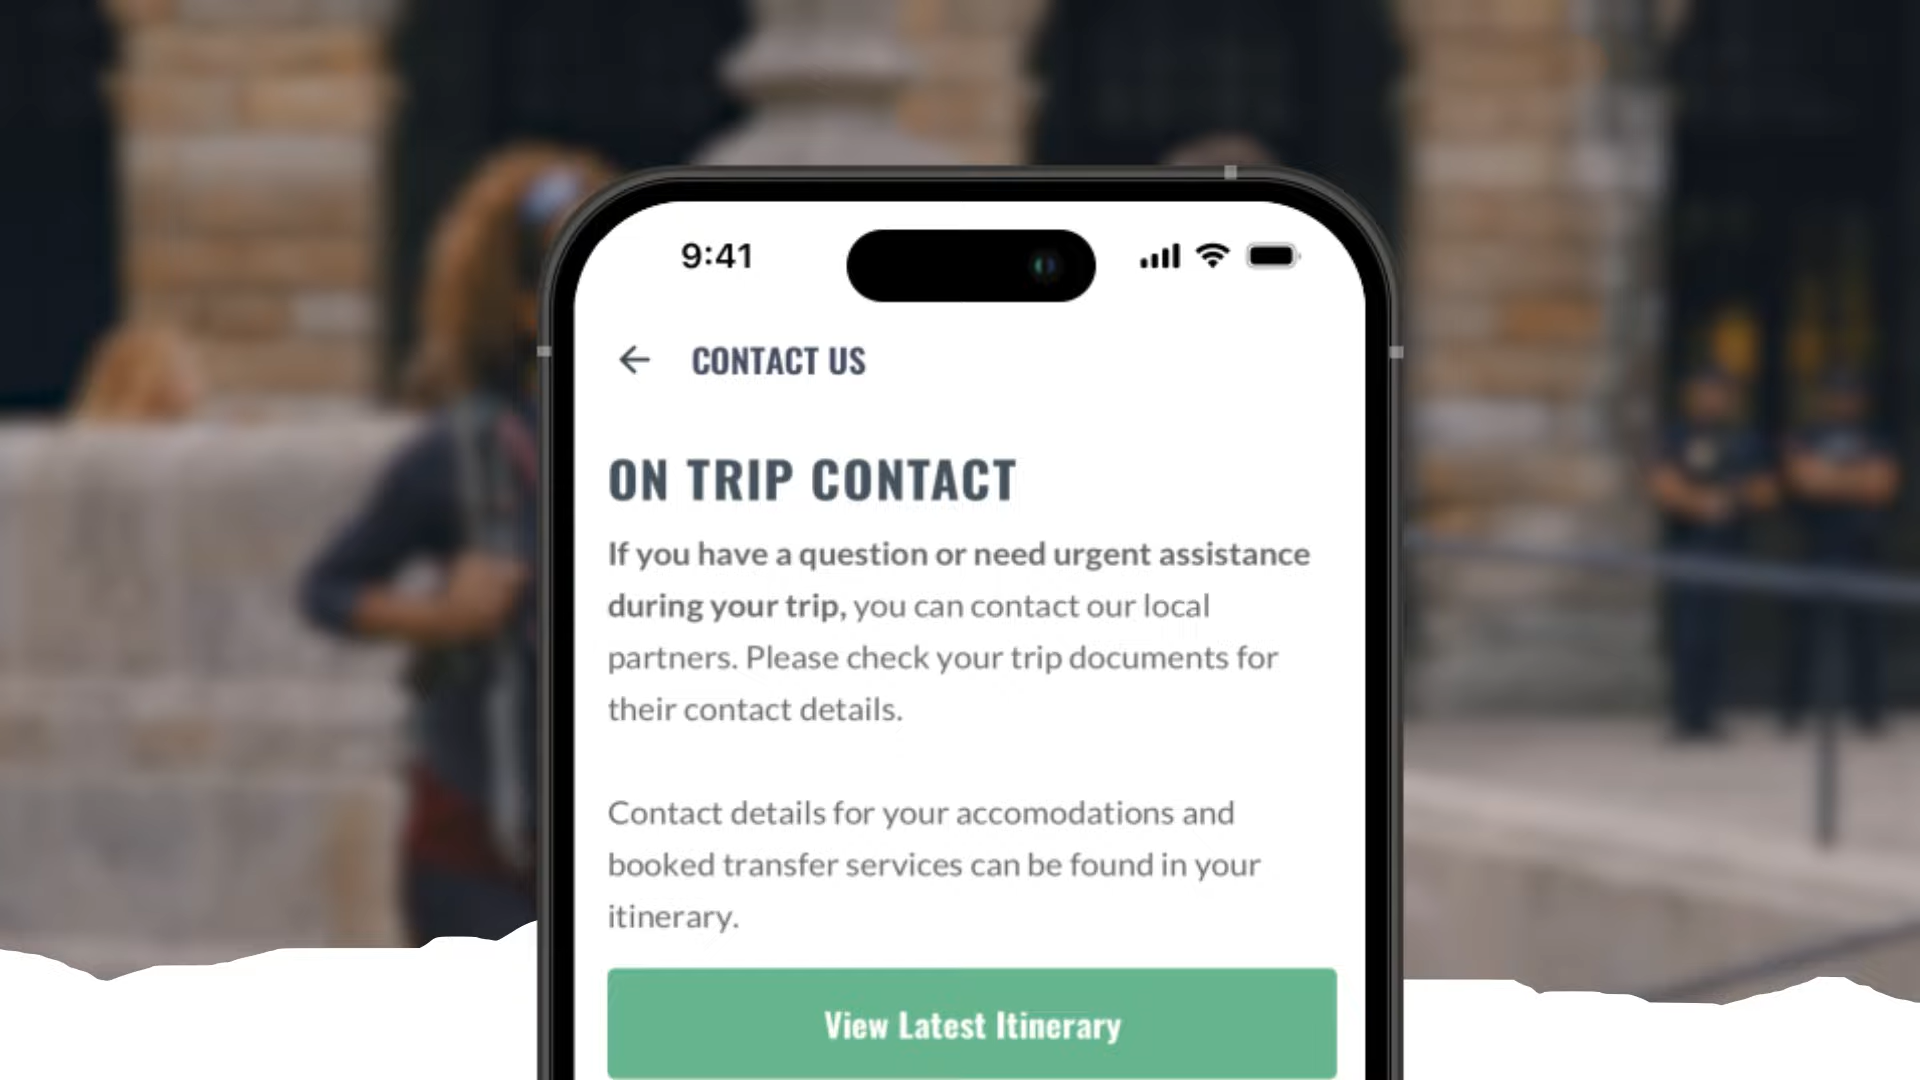 9:41
CONTACT US
ON TRIP CONTACT
If you have a question or need urgent assistance
during your trip, you can contact our local
partners. Please check your trip documents for
their contact details.
Contact details for your accomodations and
booked transfer services can be found in your
itinerary.
View Latest Itinerary